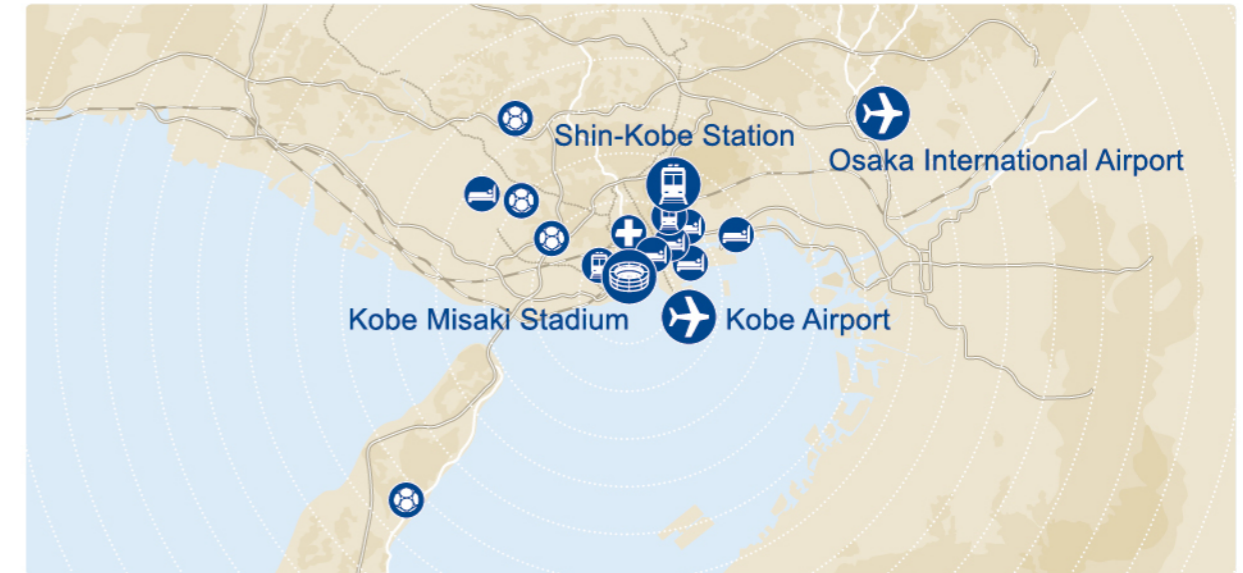 Shin-Kobe Station
Osaka International Airport
Kobe Misaki Stadium
Kobe Airport